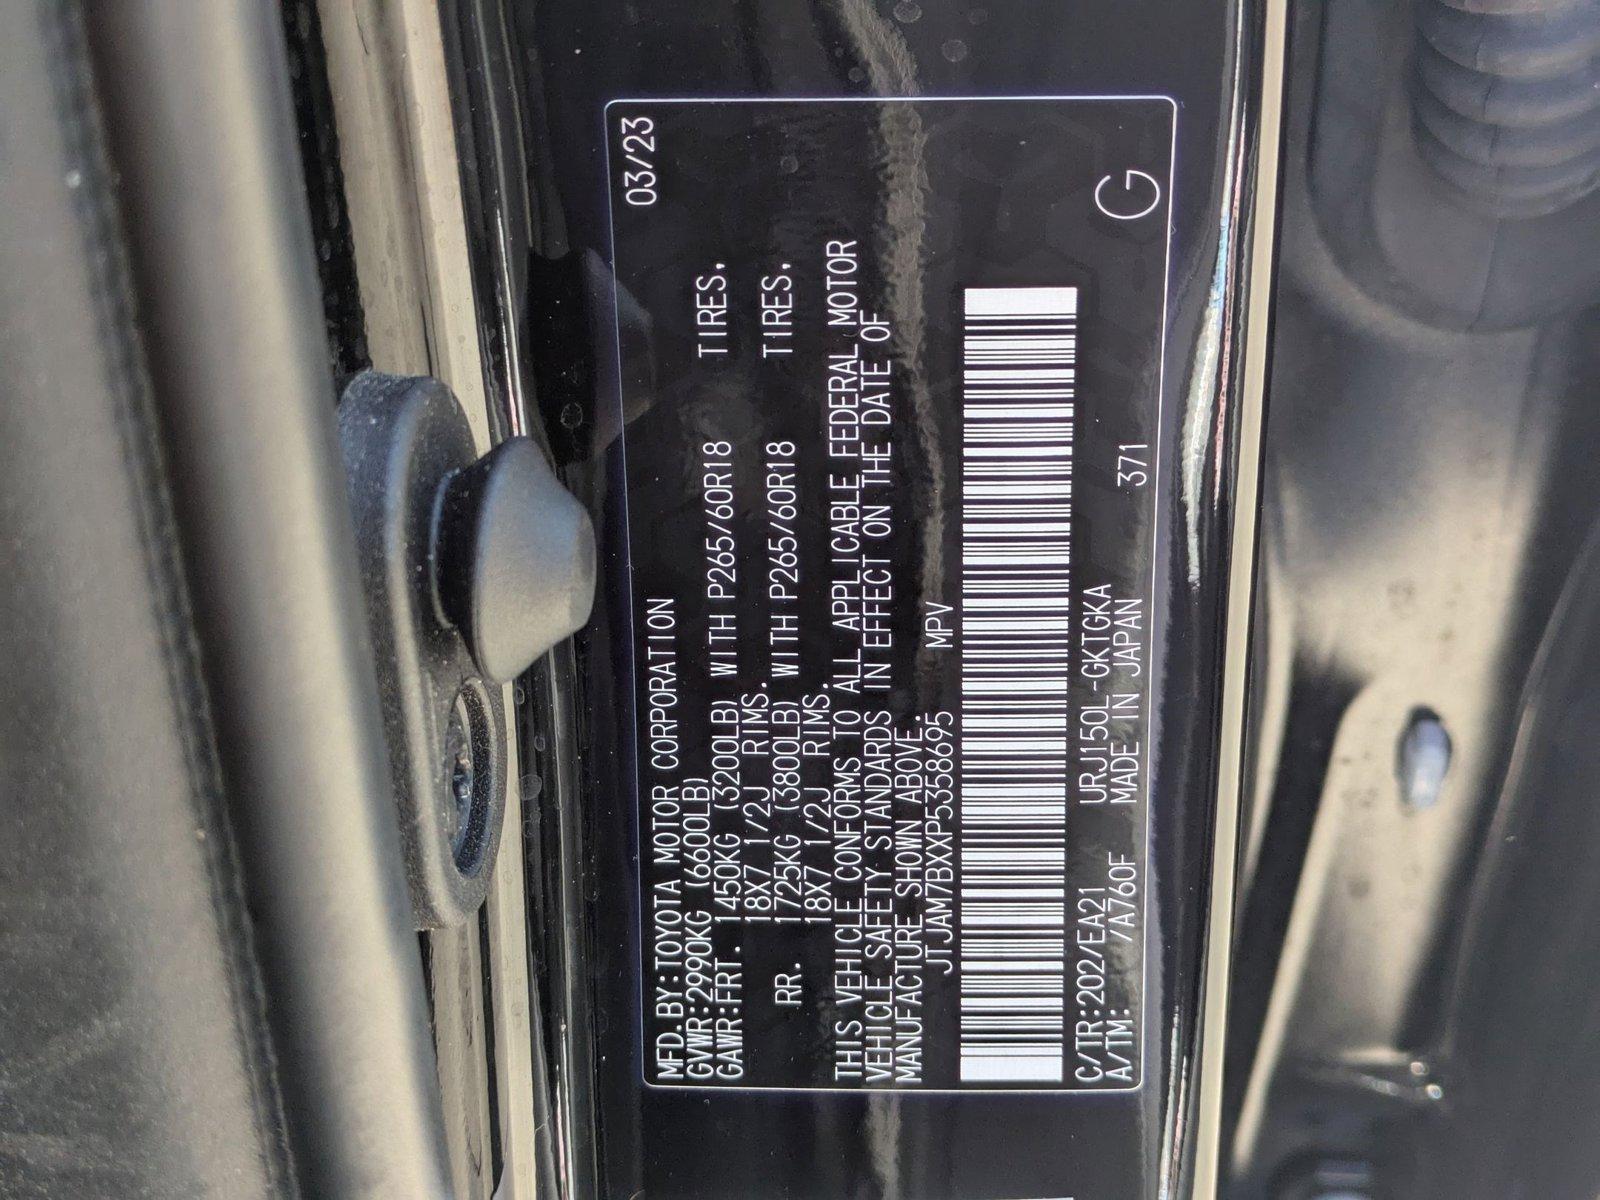 03/23
MFD.BY:TOYOTA MOTOR CORPORATION
GVWR:2990KG (6600LB)
GAWR:FRT. 1450KG (3200LB) WITH P265/60R18 TIRES,
18X7 1/2J RIMS.
RR. 1725KG (3800LB) WITH P265/60R18 TIRES,
18X7 1/2J RIMS.
THIS VEHICLE CONFORMS TO ALL APPLICABLE FEDERAL MOTOR
VEHICLE SAFETY STANDARDS IN EFFECT ON THE DATE OF
MANUFACTURE SHOWN ABOVE.
JTJAM7BXXP5358695 MPV
C/TR:202/EA21 URJ150L-GKTGKA
A/TM: /A760F MADE IN JAPAN 371
G